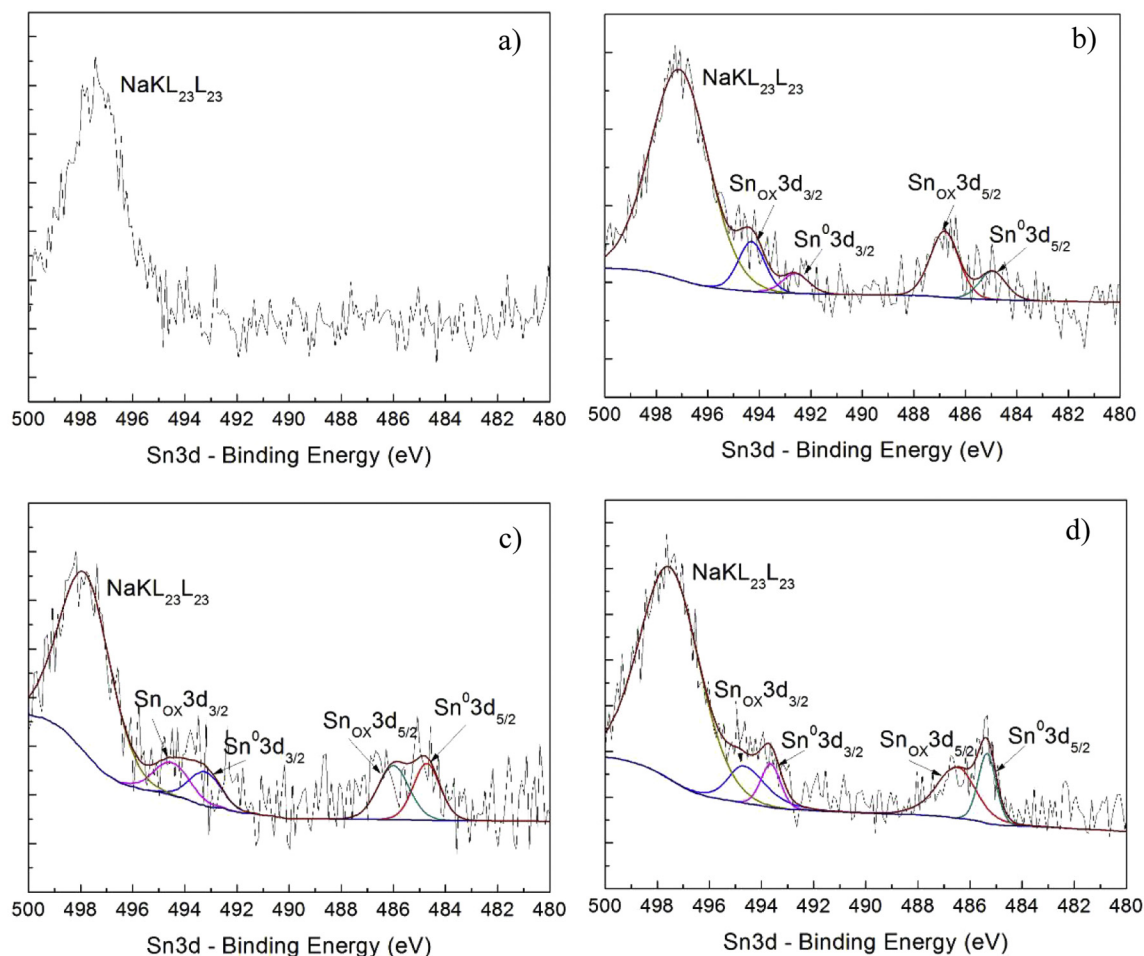 a)
NaKL₂₃L₂₃
500 498 496 494 492 490 488 486 484 482 480
Sn3d - Binding Energy (eV)
b)
NaKL₂₃L₂₃
Snₒₓ3d₃/₂
Sn⁰3d₃/₂
Snₒₓ3d₅/₂
Sn⁰3d₅/₂
500 498 496 494 492 490 488 486 484 482 480
Sn3d - Binding Energy (eV)
c)
NaKL₂₃L₂₃
Snₒₓ3d₃/₂
Sn⁰3d₃/₂
Snₒₓ3d₅/₂
Sn⁰3d₅/₂
500 498 496 494 492 490 488 486 484 482 480
Sn3d - Binding Energy (eV)
d)
NaKL₂₃L₂₃
Snₒₓ3d₃/₂
Sn⁰3d₃/₂
Snₒₓ3d₅/₂
Sn⁰3d₅/₂
500 498 496 494 492 490 488 486 484 482 480
Sn3d - Binding Energy (eV)